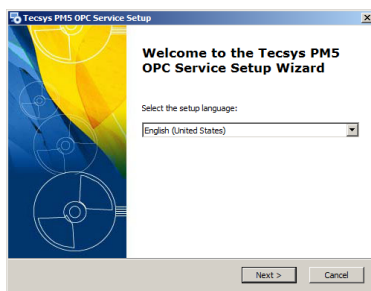 Tecsys PM5 OPC Service Setup
Welcome to the Tecsys PM5
OPC Service Setup Wizard
Select the setup language:
English (United States)
Next >
Cancel